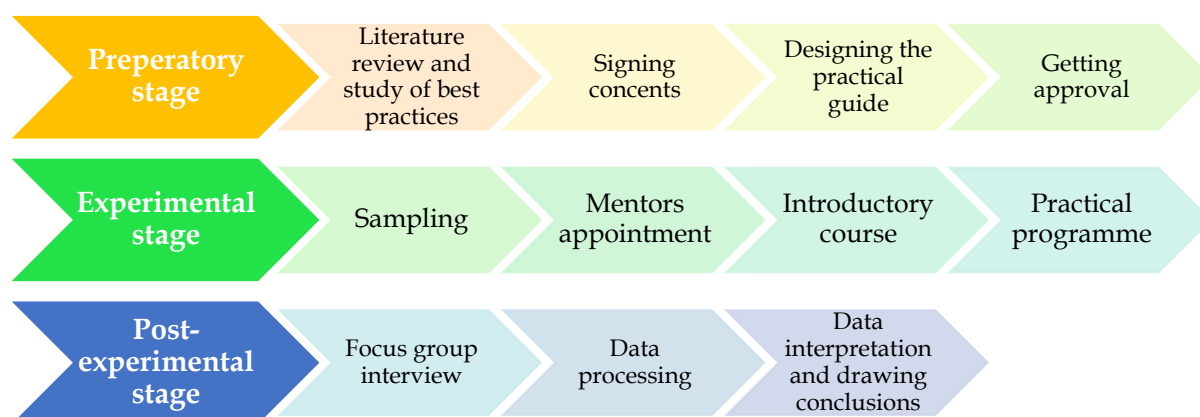 Preperatory
stage
Literature
review and
study of best
practices
Signing
concents
Designing the
practical
guide
Getting
approval
Experimental
stage
Sampling
Mentors
appointment
Introductory
course
Practical
programme
Post-
experimental
stage
Focus group
interview
Data
processing
Data
interpretation
and drawing
conclusions